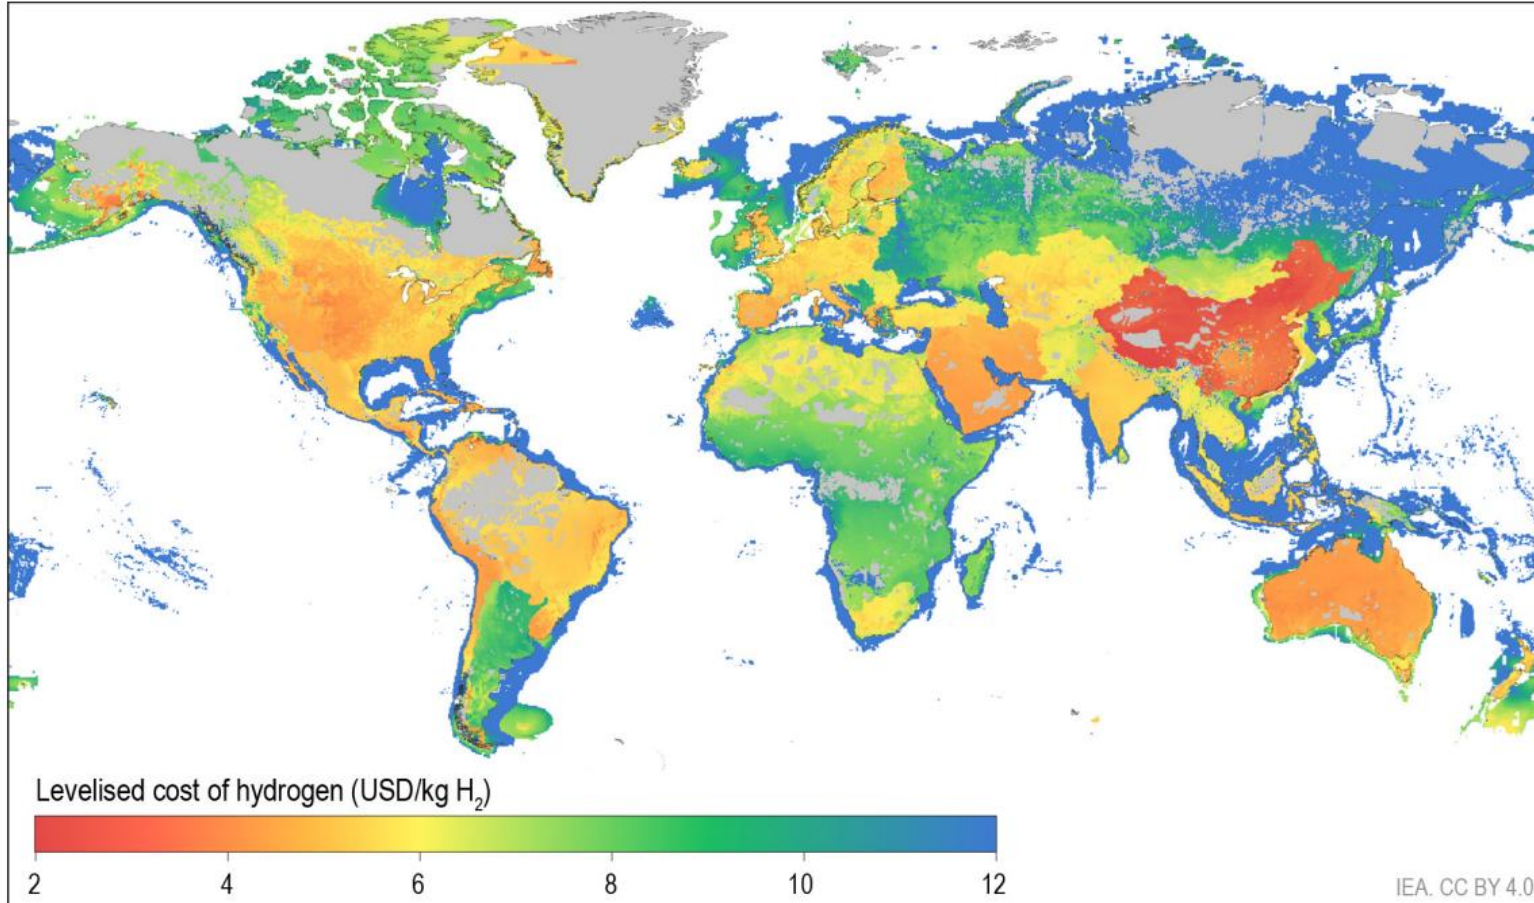 Levelised cost of hydrogen (USD/kg H₂)
2 4 6 8 10 12
IEA. CC BY 4.0